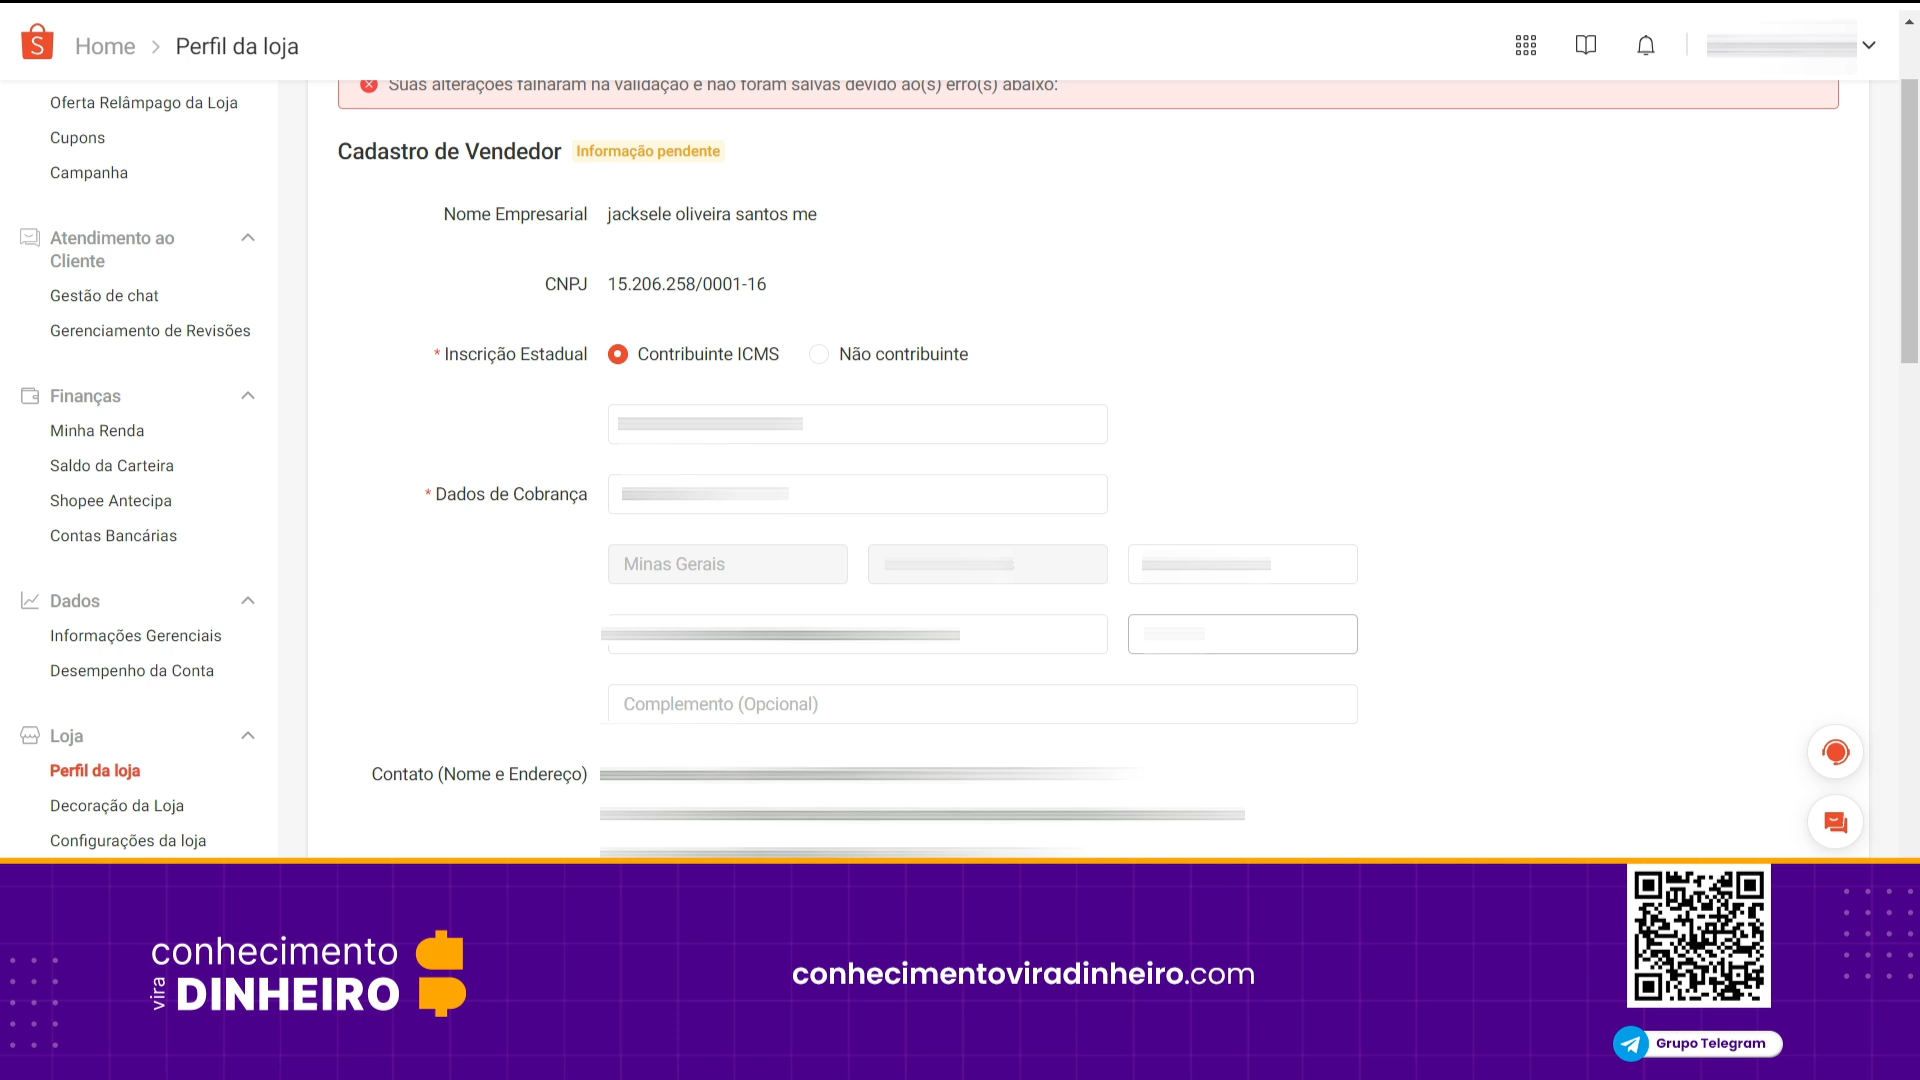 Home > Perfil da loja
Oferta Relâmpago da Loja
Cupons
Campanha
Atendimento ao
Cliente
Gestão de chat
Gerenciamento de Revisões
Finanças
Minha Renda
Saldo da Carteira
Shopee Antecipa
Contas Bancárias
Dados
Informações Gerenciais
Desempenho da Conta
Loja
Perfil da loja
Decoração da Loja
Configurações da loja
Suas alterações falharam na validação e não foram salvas devido ao(s) erro(s) abaixo:
Cadastro de Vendedor Informação pendente
Nome Empresarial jacksele oliveira santos me
CNPJ 15.206.258/0001-16
* Inscrição Estadual Contribuinte ICMS Não contribuinte
* Dados de Cobrança
Minas Gerais
Complemento (Opcional)
Contato (Nome e Endereço)
conhecimento
vira DINHEIRO
conhecimentoviradinheiro.com
Grupo Telegram